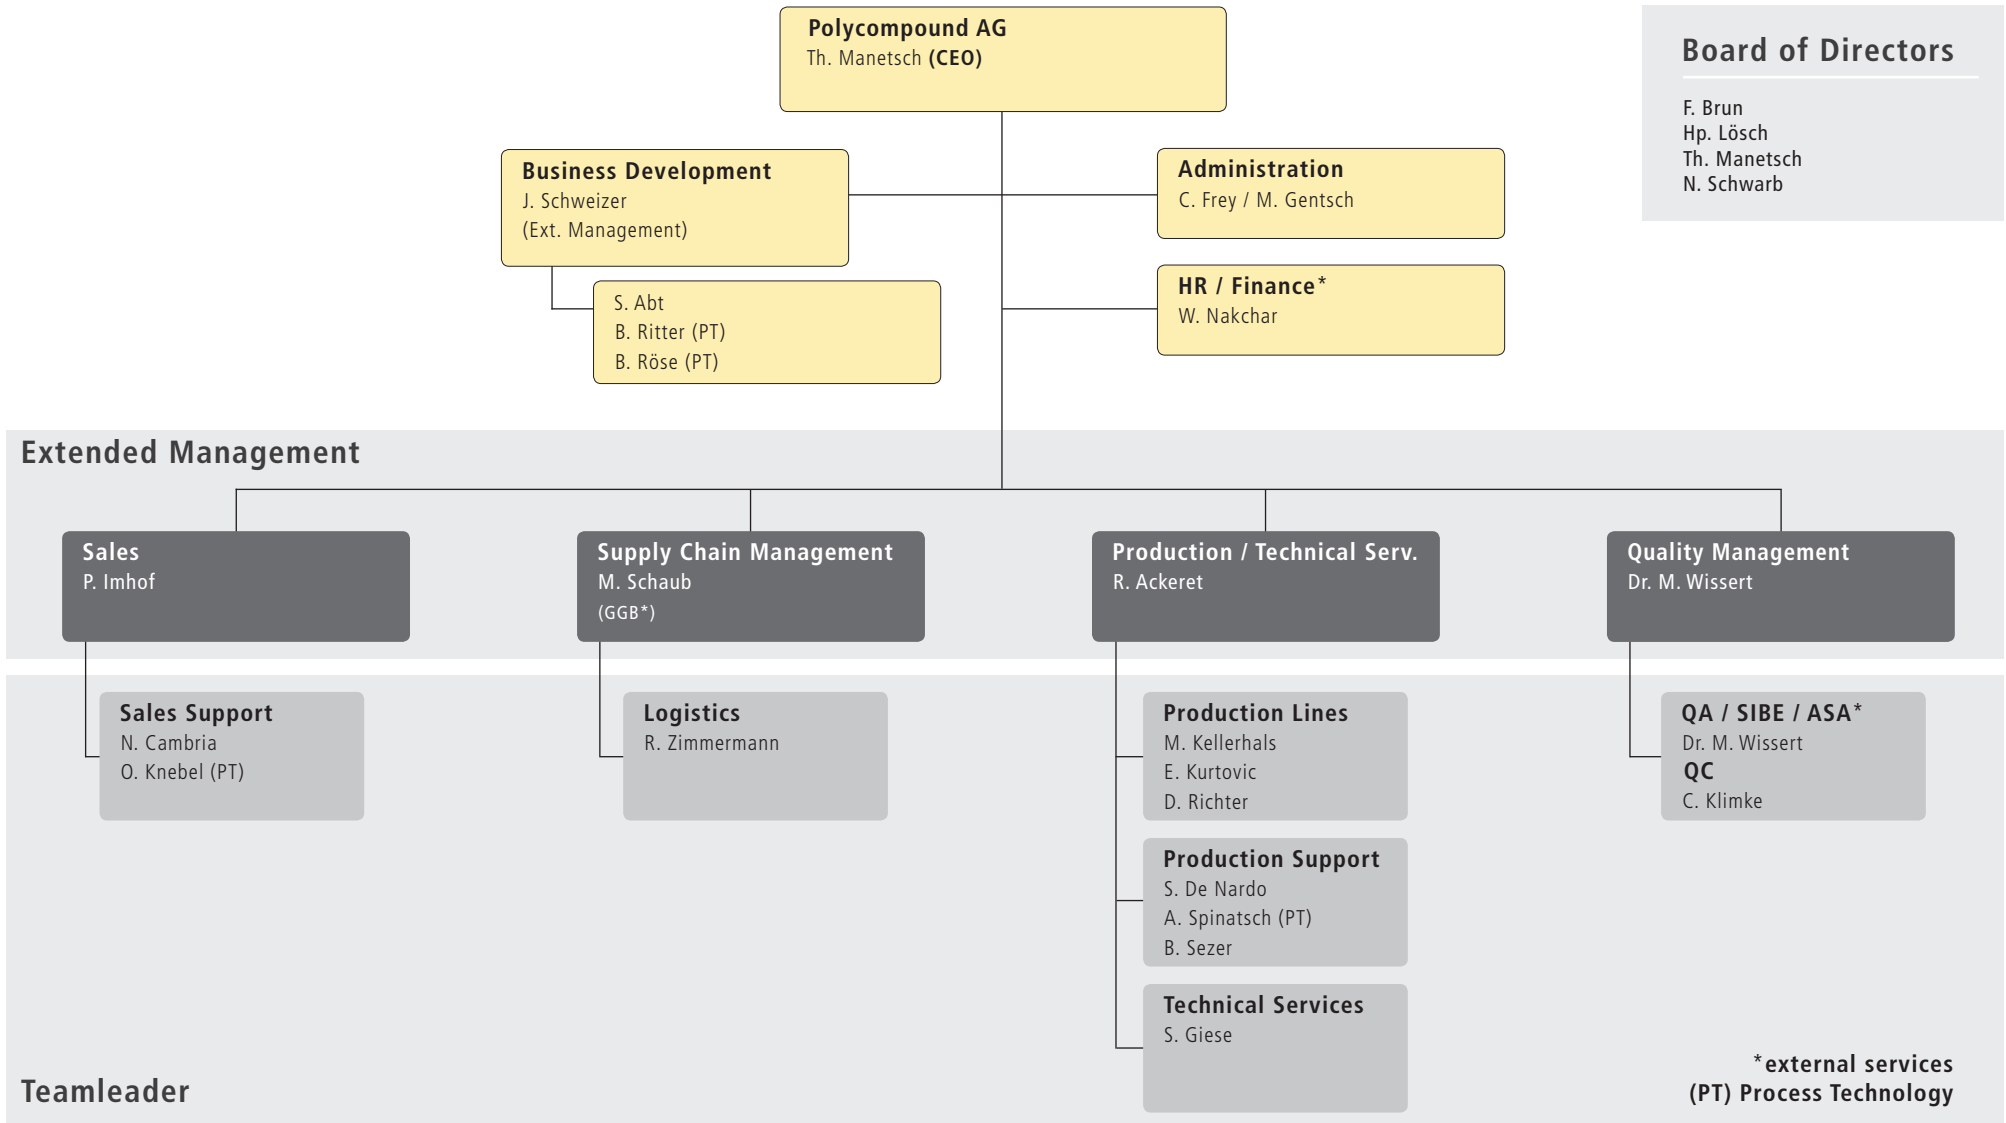 Polycompound AG
Th. Manetsch (CEO)
Board of Directors
F. Brun
Hp. Lösch
Th. Manetsch
N. Schwarb
Business Development
J. Schweizer
(Ext. Management)
S. Abt
B. Ritter (PT)
B. Röse (PT)
Administration
C. Frey / M. Gentsch
HR / Finance*
W. Nakchar
Extended Management
Sales
P. Imhof
Supply Chain Management
M. Schaub
(GGB*)
Production / Technical Serv.
R. Ackeret
Quality Management
Dr. M. Wissert
Sales Support
N. Cambria
O. Knebel (PT)
Logistics
R. Zimmermann
Production Lines
M. Kellerhals
E. Kurtovic
D. Richter
Production Support
S. De Nardo
A. Spinatsch (PT)
B. Sezer
Technical Services
S. Giese
QA / SIBE / ASA*
Dr. M. Wissert
QC
C. Klimke
Teamleader
*external services
(PT) Process Technology